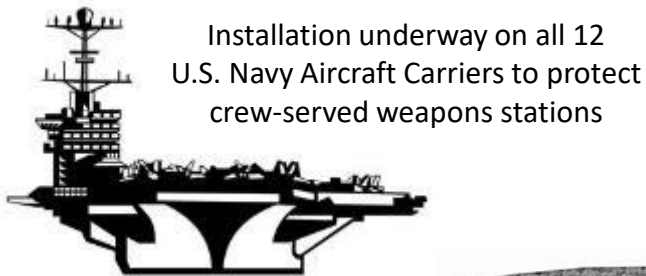 Installation underway on all 12
U.S. Navy Aircraft Carriers to protect
crew-served weapons stations